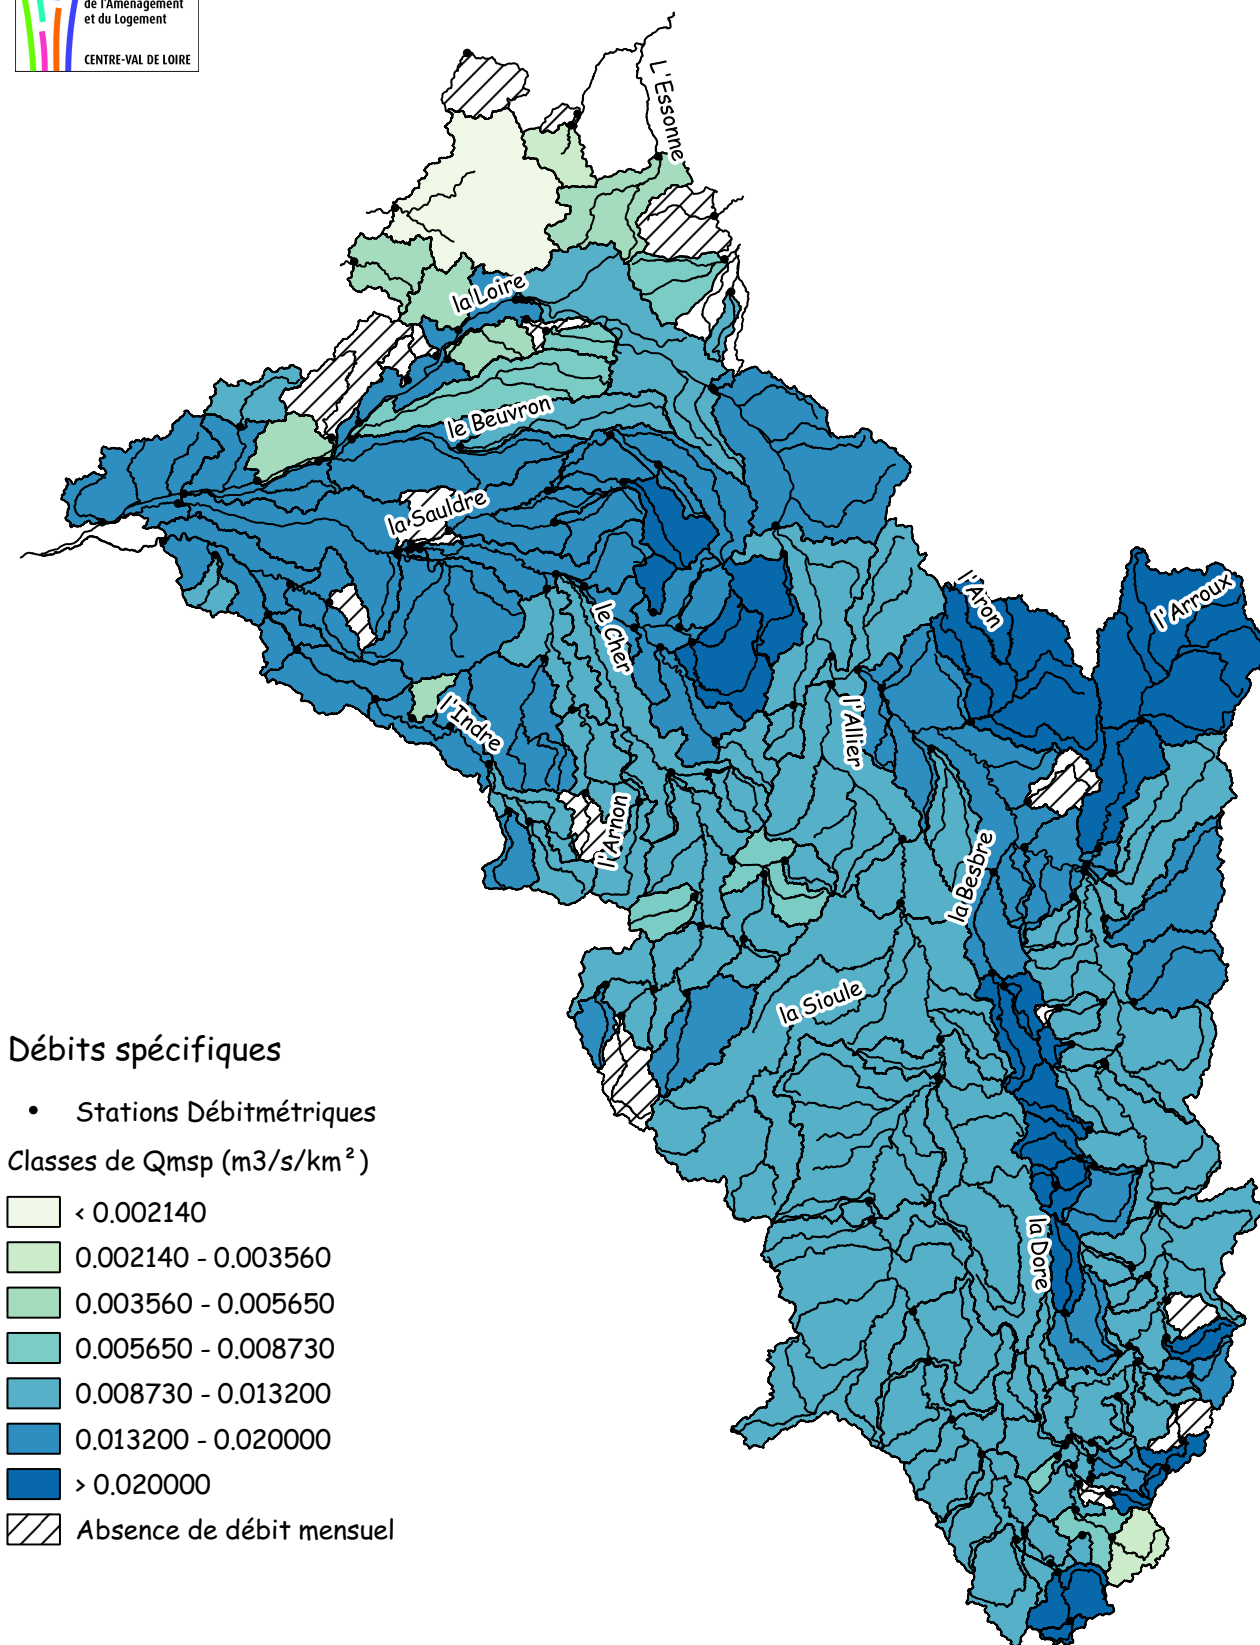 de l'Aménagement
et du Logement
CENTRE-VAL DE LOIRE
L'Essonne
la Loire
le Beuvron
la Sauldre
l'Aron
l'Arroux
le Cher
l'Indre
l'Allier
l'Arnon
la Besbre
la Sioule
la Dore
Débits spécifiques
Stations Débitmétriques
Classes de Qmsp (m3/s/km²)
< 0.002140
0.002140 - 0.003560
0.003560 - 0.005650
0.005650 - 0.008730
0.008730 - 0.013200
0.013200 - 0.020000
> 0.020000
Absence de débit mensuel